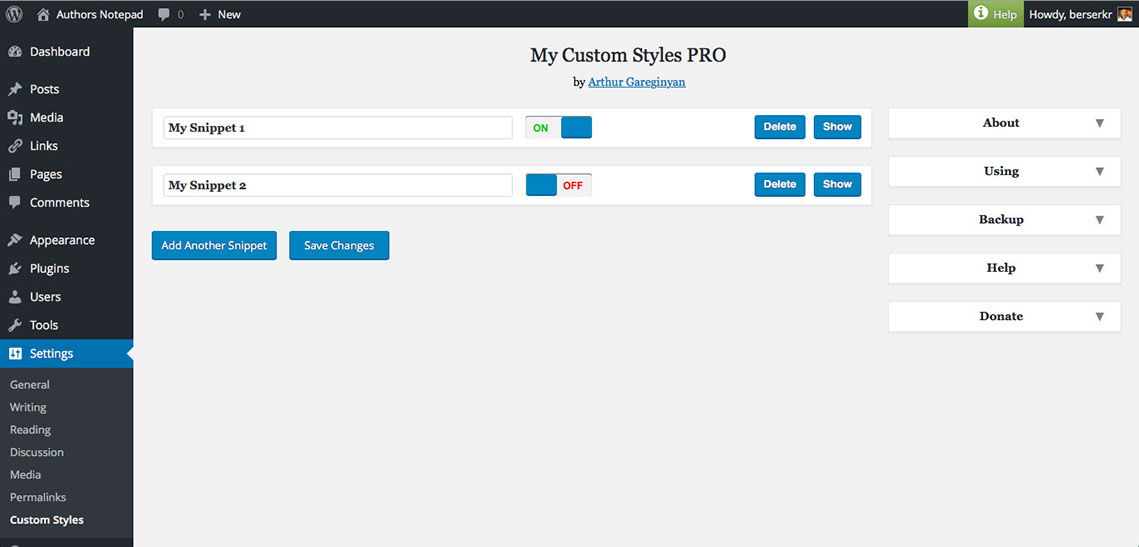 Authors Notepad 0 New Help Howdy, berserkr
Dashboard
Posts
Media
Links
Pages
Comments
Appearance
Plugins
Users
Tools
Settings
General
Writing
Reading
Discussion
Media
Permalinks
Custom Styles
My Custom Styles PRO
by Arthur Gareginyan
My Snippet 1 ON Delete Show
My Snippet 2 OFF Delete Show
Add Another Snippet Save Changes
About ▼
Using ▼
Backup ▼
Help ▼
Donate ▼